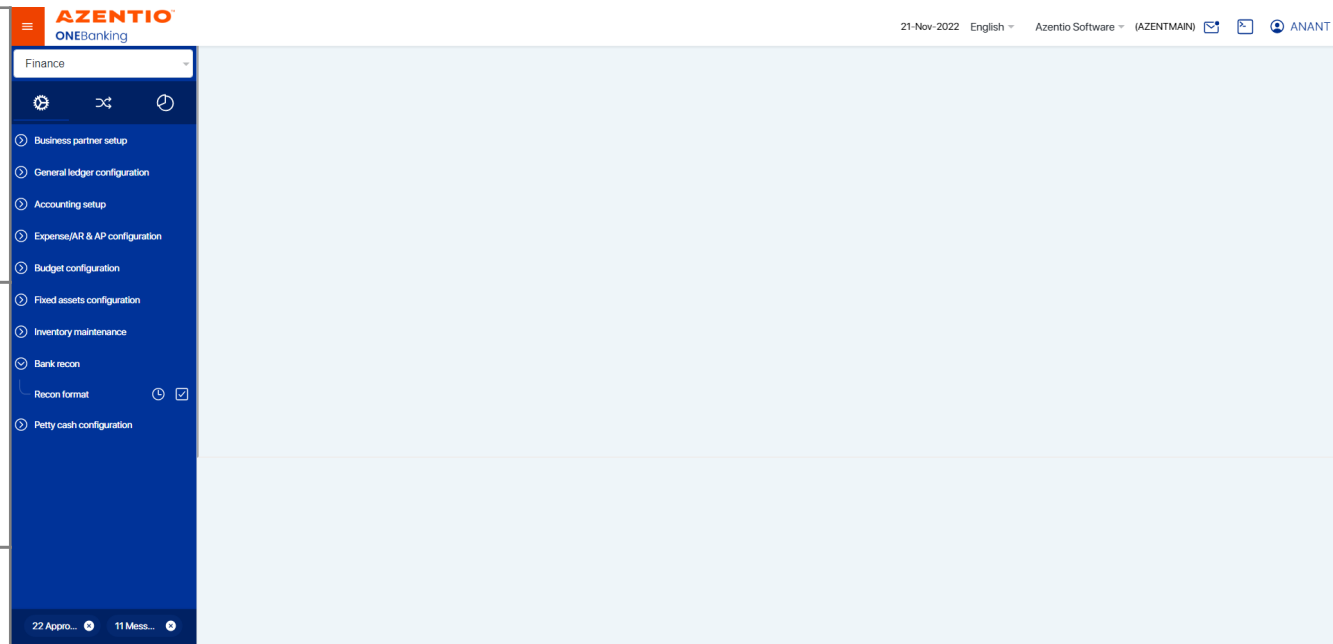 AZENTIO™
ONEBanking
21-Nov-2022 English Azentio Software (AZENTMAIN) ANANT
Finance
Business partner setup
General ledger configuration
Accounting setup
Expense/AR & AP configuration
Budget configuration
Fixed assets configuration
Inventory maintenance
Bank recon
Recon format
Petty cash configuration
22 Appro... 11 Mess...